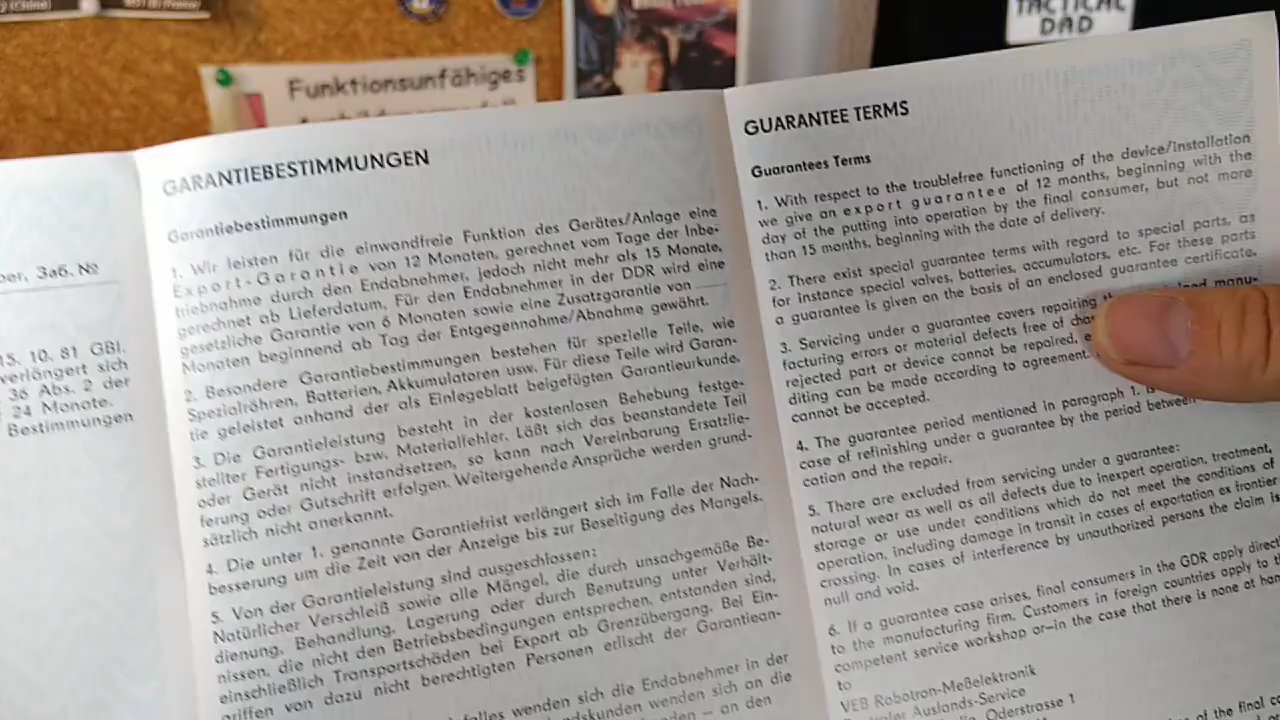 (China)
TACTICAL
DAD
Funktionsunfähiges
ber, Заб. №
15. 10. 81 GBl.
verlängert sich
36 Abs. 2 der
24 Monate.
Bestimmungen
GARANTIEBESTIMMUNGEN
Garantiebestimmungen
1. Wir leisten für die einwandfreie Funktion des Gerätes/Anlage eine
Export-Garantie von 12 Monaten, gerechnet vom Tage der Inbe-
triebnahme durch den Endabnehmer, jedoch nicht mehr als 15 Monate,
gerechnet ab Lieferdatum. Für den Endabnehmer in der DDR wird eine
gesetzliche Garantie von 6 Monaten sowie eine Zusatzgarantie von
Monaten beginnend ab Tag der Entgegennahme/Abnahme gewährt.
2. Besondere Garantiebestimmungen bestehen für spezielle Teile, wie
Spezialröhren, Batterien, Akkumulatoren usw. Für diese Teile wird Garan-
tie geleistet anhand der als Einlegeblatt beigefügten Garantieurkunde.
3. Die Garantieleistung besteht in der kostenlosen Behebung festge-
stellter Fertigungs- bzw. Materialfehler. Läßt sich das beanstandete Teil
oder Gerät nicht instandsetzen, so kann nach Vereinbarung Ersatzlie-
ferung oder Gutschrift erfolgen. Weitergehende Ansprüche werden grund-
sätzlich nicht anerkannt.
4. Die unter 1. genannte Garantiefrist verlängert sich im Falle der Nach-
besserung um die Zeit von der Anzeige bis zur Beseitigung des Mangels.
5. Von der Garantieleistung sind ausgeschlossen:
Natürlicher Verschleiß sowie alle Mängel, die durch unsachgemäße Be-
dienung, Behandlung, Lagerung oder durch Benutzung unter Verhält-
nissen, die nicht den Betriebsbedingungen entsprechen, entstanden sind,
einschließlich Transportschäden bei Export ab Grenzübergang. Bei Ein-
griffen von dazu nicht berechtigten Personen erlischt der Garantiean-
wenden sich die Endabnehmer in der
wenden sich an die
– an den
GUARANTEE TERMS
Guarantees Terms
1. With respect to the troublefree functioning of the device/installation
we give an export guarantee of 12 months, beginning with the
day of the putting into operation by the final consumer, but not more
than 15 months, beginning with the date of delivery.
2. There exist special guarantee terms with regard to special parts, as
for instance special valves, batteries, accumulators, etc. For these parts
a guarantee is given on the basis of an enclosed guarantee certificate.
3. Servicing under a guarantee covers repairing manu-
facturing errors or material defects free of
rejected part or device cannot be repaired,
diting can be made according to agreement.
cannot be accepted.
4. The guarantee period mentioned in paragraph 1.
case of refinishing under a guarantee by the period between
cation and the repair.
5. There are excluded from servicing under a guarantee:
natural wear as well as all defects due to inexpert operation, treatment,
storage or use under conditions which do not meet the conditions of
operation, including damage in transit in cases of exportation ex frontier
crossing. In cases of interference by unauthorized persons the claim is
null and void.
6. If a guarantee case arises, final consumers in the GDR apply
to the manufacturing firm. Customers in foreign countries apply to
competent service workshop or–in the case that there is none at
to
VEB Robotron-Meßelektronik
Auslands-Service
Oderstrasse 1
of the final